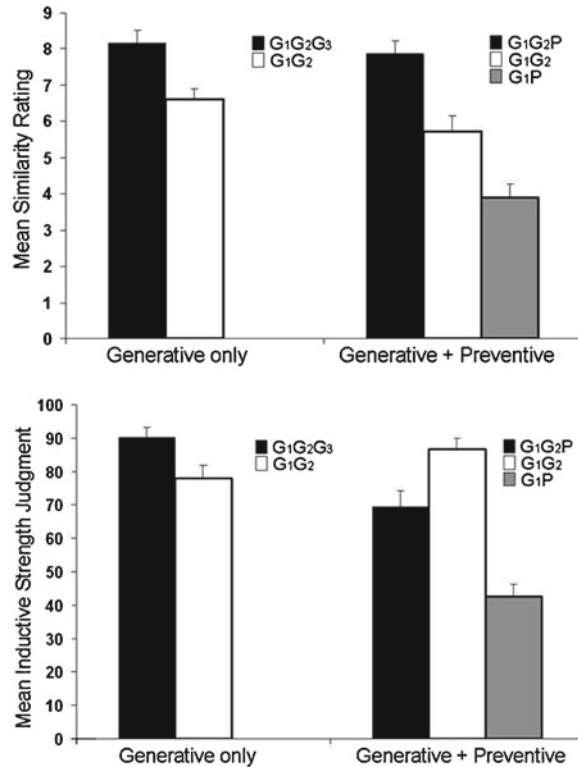 Mean Similarity Rating
9
8
7
6
5
4
3
2
1
0
G1G2G3
G1G2
G1G2P
G1G2
G1P
Generative only
Generative + Preventive
Mean Inductive Strength Judgment
100
90
80
70
60
50
40
30
20
10
0
G1G2G3
G1G2
G1G2P
G1G2
G1P
Generative only
Generative + Preventive